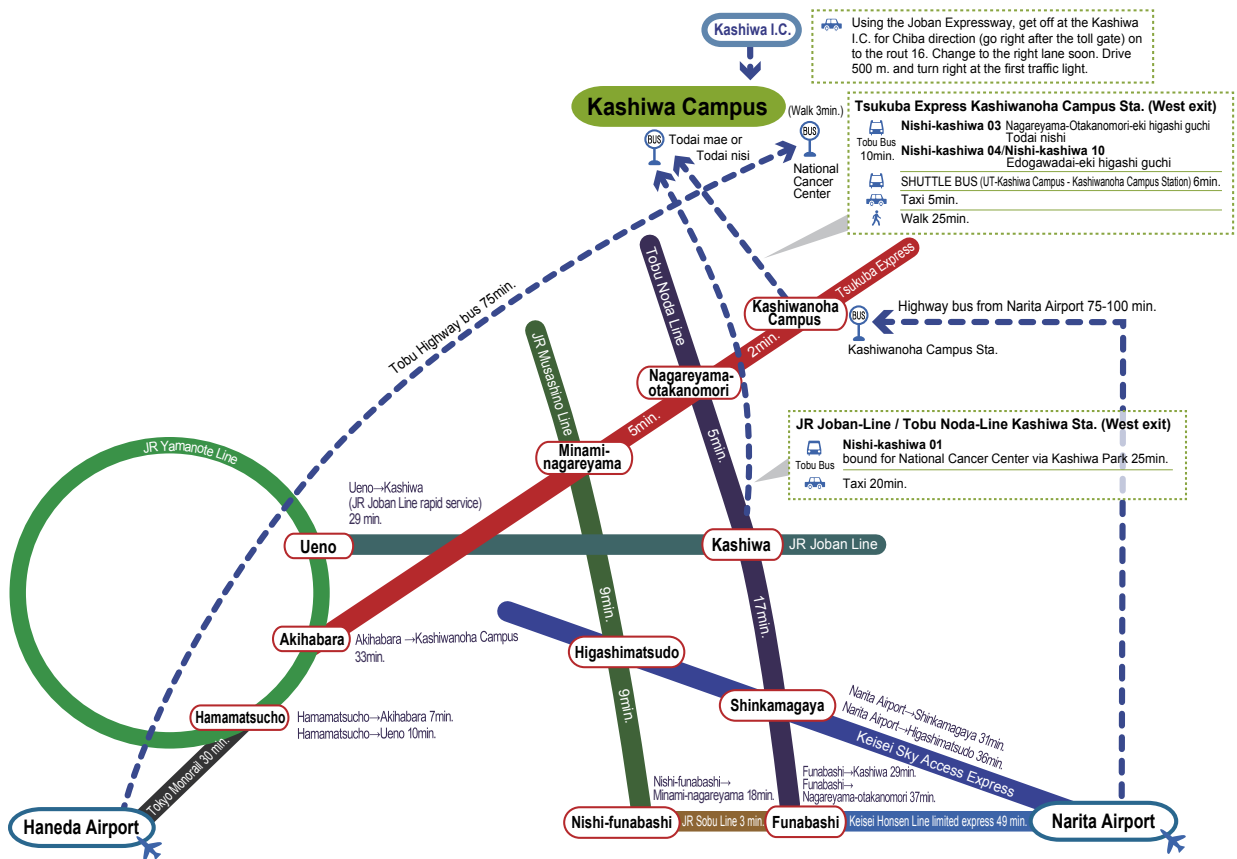 Kashiwa I.C.
Using the Joban Expressway, get off at the Kashiwa
I.C. for Chiba direction (go right after the toll gate) on
to the rout 16. Change to the right lane soon. Drive
500 m. and turn right at the first traffic light.
Kashiwa Campus
(Walk 3min.)
BUS
Todai mae or
Todai nisi
BUS
National
Cancer
Center
Tsukuba Express Kashiwanoha Campus Sta. (West exit)
Tobu Bus
10min.
Nishi-kashiwa 03 Nagareyama-Otakanomori-eki higashi guchi
Todai nishi
Nishi-kashiwa 04/Nishi-kashiwa 10
Edogawadai-eki higashi guchi
SHUTTLE BUS (UT-Kashiwa Campus - Kashiwanoha Campus Station) 6min.
Taxi 5min.
Walk 25min.
Tobu Highway bus 75min.
Tobu Noda Line
Tsukuba Express
Kashiwanoha
Campus
BUS
Kashiwanoha Campus Sta.
Highway bus from Narita Airport 75-100 min.
2min.
JR Musashino Line
Nagareyama-
otakanomori
5min.
5min.
Minami-
nagareyama
JR Joban-Line / Tobu Noda-Line Kashiwa Sta. (West exit)
Tobu Bus
Nishi-kashiwa 01
bound for National Cancer Center via Kashiwa Park 25min.
Taxi 20min.
JR Yamanote Line
Ueno→Kashiwa
(JR Joban Line rapid service)
29 min.
Ueno
Kashiwa
JR Joban Line
9min.
17min.
Akihabara
Akihabara →Kashiwanoha Campus
33min.
Higashimatsudo
9min.
Shinkamagaya
Narita Airport→Shinkamagaya 31min.
Narita Airport→Higashimatsudo 36min.
Keisei Sky Access Express
Hamamatsucho
Hamamatsucho→Akihabara 7min.
Hamamatsucho→Ueno 10min.
Tokyo Monorail 30 min.
Nishi-funabashi→
Minami-nagareyama 18min.
Funabashi→Kashiwa 29min.
Funabashi→
Nagareyama-otakanomori 37min.
Haneda Airport
Nishi-funabashi
JR Sobu Line 3 min.
Funabashi
Keisei Honsen Line limited express 49 min.
Narita Airport